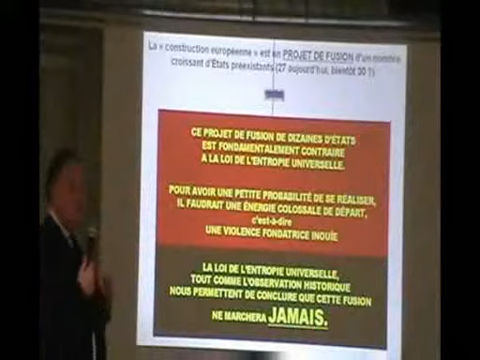 La « construction européenne » est un PROJET DE FUSION d'un nombre
croissant d'États préexistants (27 aujourd'hui, bientôt 30 !)
CE PROJET DE FUSION DE DIZAINES D'ÉTATS
EST FONDAMENTALEMENT CONTRAIRE
A LA LOI DE L'ENTROPIE UNIVERSELLE.
POUR AVOIR UNE PETITE PROBABILITÉ DE SE RÉALISER,
IL FAUDRAIT UNE ÉNERGIE COLOSSALE DE DÉPART,
c'est-à-dire
UNE VIOLENCE FONDATRICE INOUÏE
LA LOI DE L'ENTROPIE UNIVERSELLE,
TOUT COMME L'OBSERVATION HISTORIQUE
NOUS PERMETTENT DE CONCLURE QUE CETTE FUSION
NE MARCHERA JAMAIS.